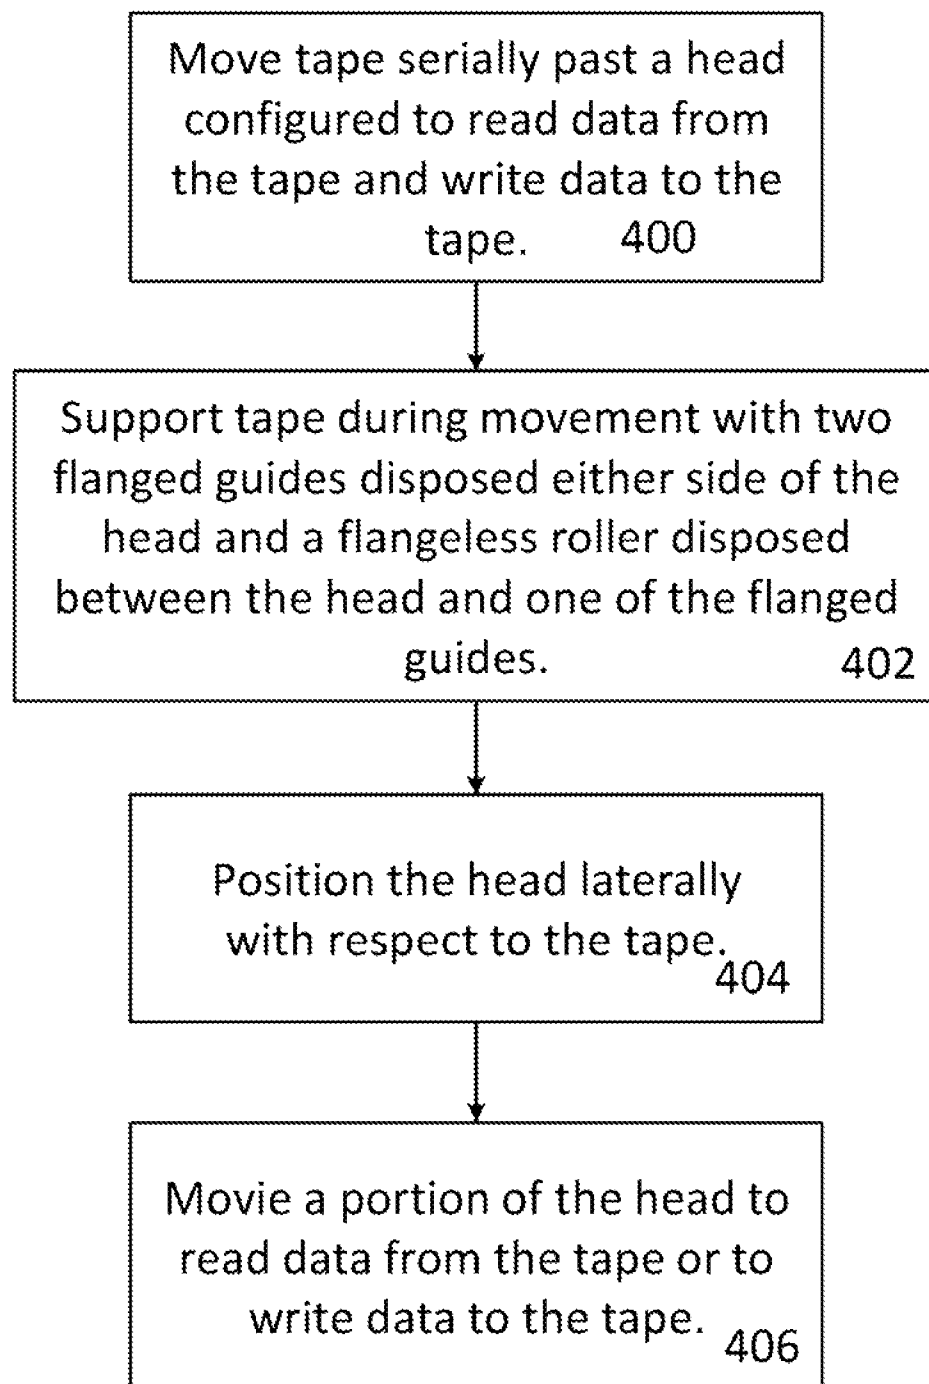 Move tape serially past a head
configured to read data from
the tape and write data to the
tape. 400
Support tape during movement with two
flanged guides disposed either side of the
head and a flangeless roller disposed
between the head and one of the flanged
guides. 402
Position the head laterally
with respect to the tape.
404
Movie a portion of the head to
read data from the tape or to
write data to the tape.
406